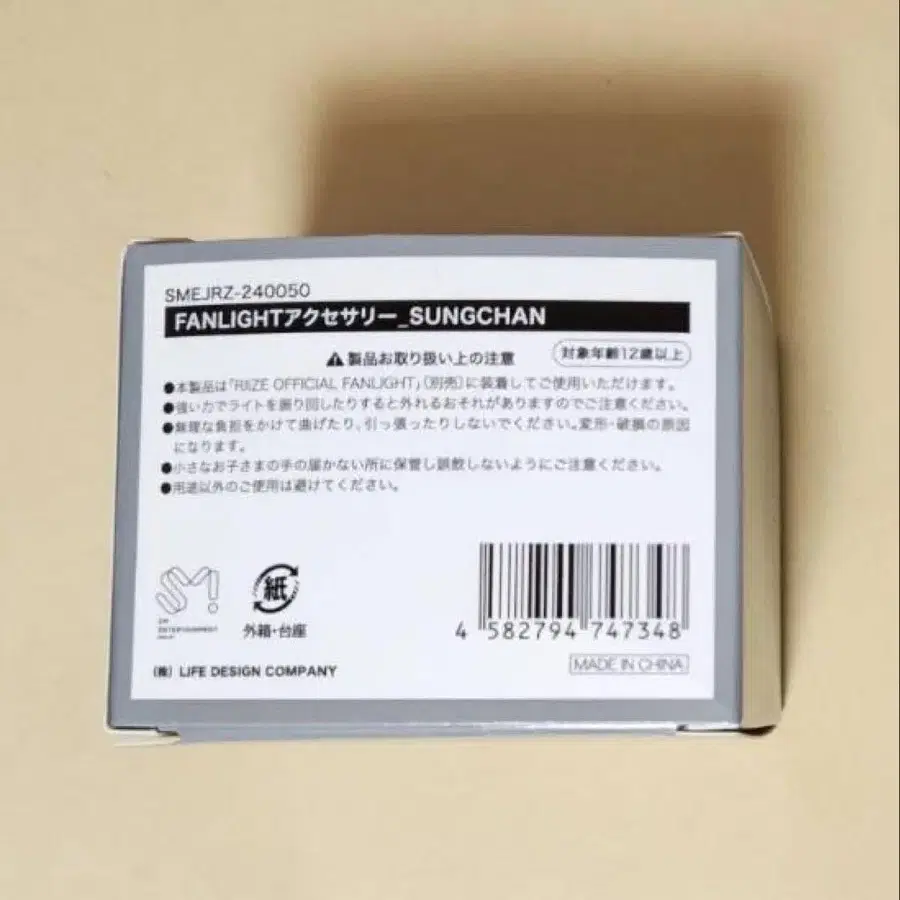 SMEJRZ-240050
FANLIGHTアクセサリー_SUNGCHAN
⚠製品お取り扱い上の注意
対象年齢12歳以上
●本製品は「RIIZE OFFICIAL FANLIGHT」(別売)に装着してご使用いただけます。
●強い力でライトを振り回したりすると外れるおそれがありますのでご注意ください。
●無理な負担をかけて曲げたり、引っ張ったりしないでください。変形・破損の原因
になります。
●小さなお子さまの手の届かない所に保管し誤飲しないようにご注意ください。
●用途以外のご使用は避けてください。
SM!
SM
ENTERTAINMENT
紙
外箱・台座
4 582794 747348
(株) LIFE DESIGN COMPANY
MADE IN CHINA